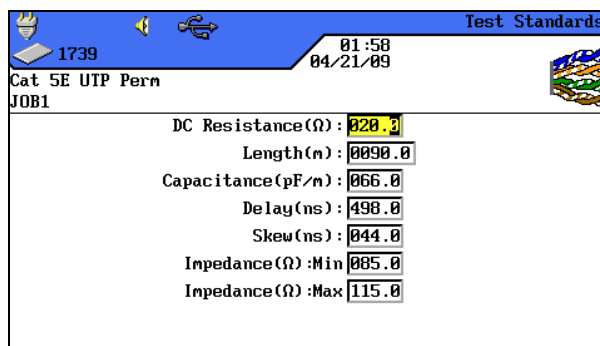 Test Standards
1739
01:58
04/21/09
Cat 5E UTP Perm
JOB1
DC Resistance(Ω): 020.0
Length(m): 0090.0
Capacitance(pF/m): 066.0
Delay(ns): 498.0
Skew(ns): 044.0
Impedance(Ω):Min 085.0
Impedance(Ω):Max 115.0